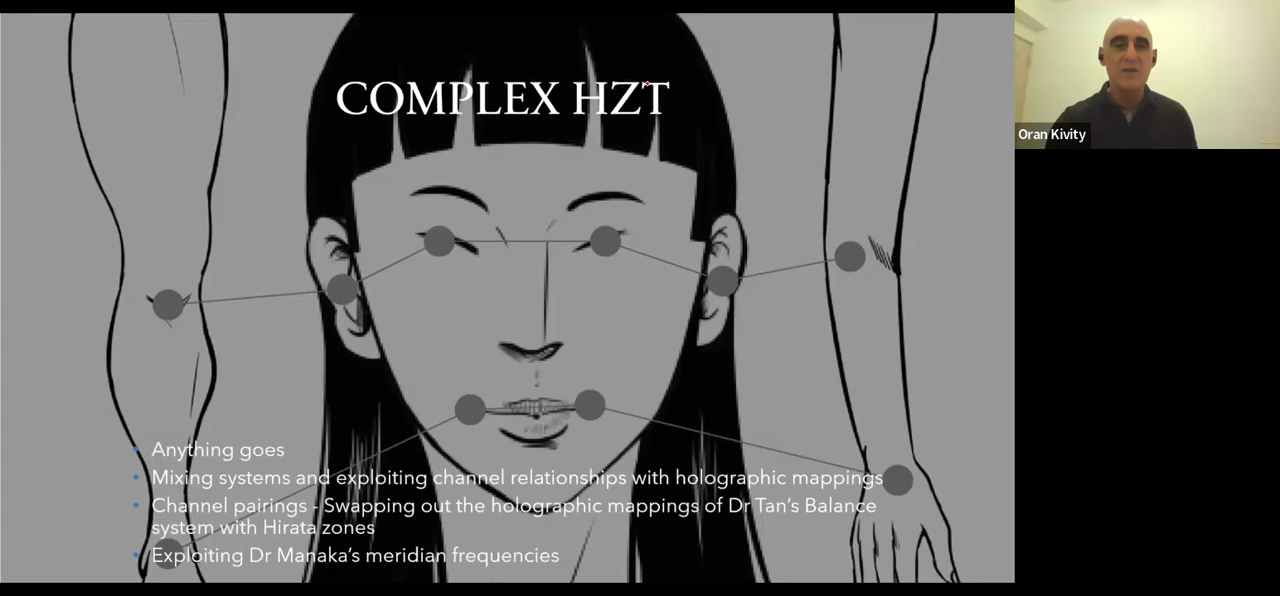 COMPLEX HZT
Oran Kivity
• Anything goes
• Mixing systems and exploiting channel relationships with holographic mappings
• Channel pairings - Swapping out the holographic mappings of Dr Tan's Balance
system with Hirata zones
• Exploiting Dr Manaka's meridian frequencies